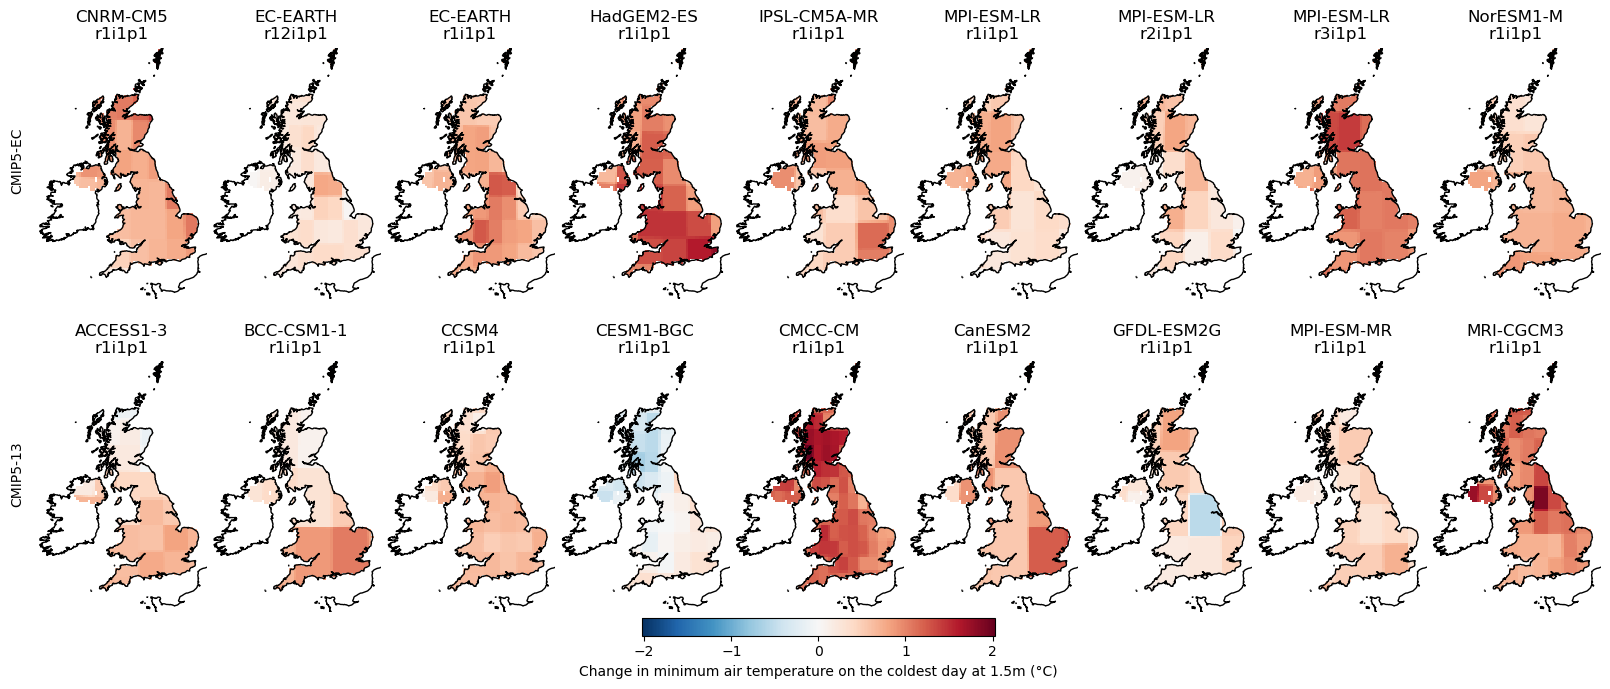 CNRM-CM5
r1i1p1
EC-EARTH
r12i1p1
EC-EARTH
r1i1p1
HadGEM2-ES
r1i1p1
IPSL-CM5A-MR
r1i1p1
MPI-ESM-LR
r1i1p1
MPI-ESM-LR
r2i1p1
MPI-ESM-LR
r3i1p1
NorESM1-M
r1i1p1
CMIP5-EC
ACCESS1-3
r1i1p1
BCC-CSM1-1
r1i1p1
CCSM4
r1i1p1
CESM1-BGC
r1i1p1
CMCC-CM
r1i1p1
CanESM2
r1i1p1
GFDL-ESM2G
r1i1p1
MPI-ESM-MR
r1i1p1
MRI-CGCM3
r1i1p1
CMIP5-13
−2 −1 0 1 2
Change in minimum air temperature on the coldest day at 1.5m (°C)